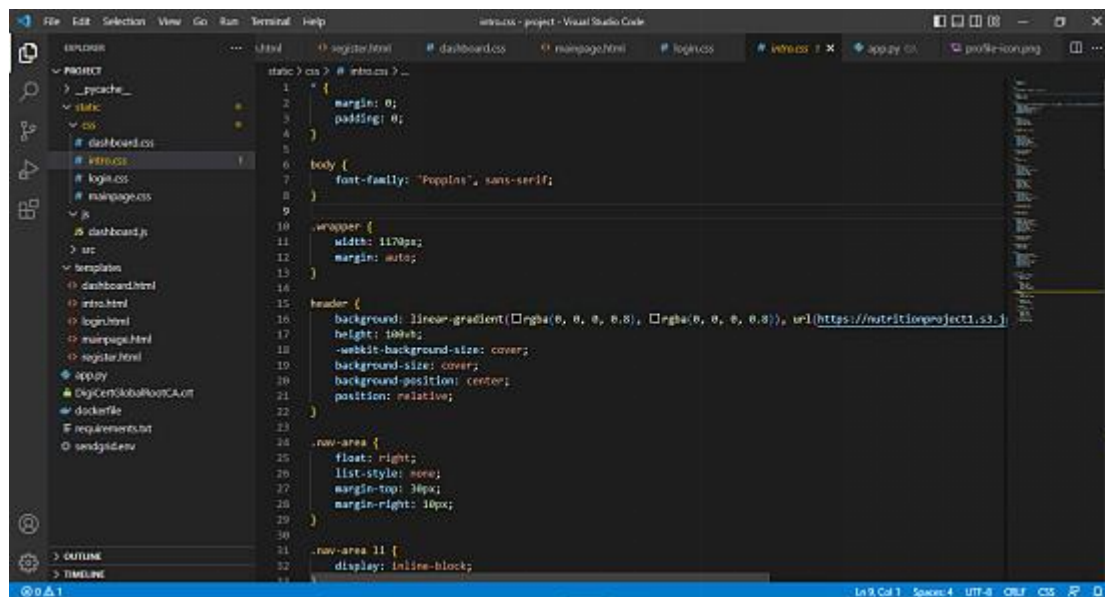 File Edit Selection View Go Run Terminal Help
intro.css - project - Visual Studio Code
EXPLORER
register.html
dashboard.css
mainpage.html
login.css
intro.css 1
app.py
profile-icon.png
PROJECT
__pycache__
static
css
dashboard.css
intro.css 1
login.css
mainpage.css
js
dashboard.js
src
templates
dashboard.html
intro.html
login.html
mainpage.html
register.html
app.py
DigiCertGlobalRootCA.crt
dockerfile
requirements.txt
sendgrid.env
OUTLINE
TIMELINE
static > css > # intro.css > ...
1 * {
2 margin: 0;
3 padding: 0;
4 }
5
6 body {
7 font-family: "Poppins", sans-serif;
8 }
9
10 .wrapper {
11 width: 1170px;
12 margin: auto;
13 }
14
15 header {
16 background: linear-gradient(rgba(0, 0, 0, 0.8), rgba(0, 0, 0, 0.8)), url(https://nutritionproject1.s3.j
17 height: 100vh;
18 -webkit-background-size: cover;
19 background-size: cover;
20 background-position: center;
21 position: relative;
22 }
23
24 .nav-area {
25 float: right;
26 list-style: none;
27 margin-top: 30px;
28 margin-right: 10px;
29 }
30
31 .nav-area li {
32 display: inline-block;
0 1
Ln 9, Col 1 Spaces: 4 UTF-8 CRLF CSS